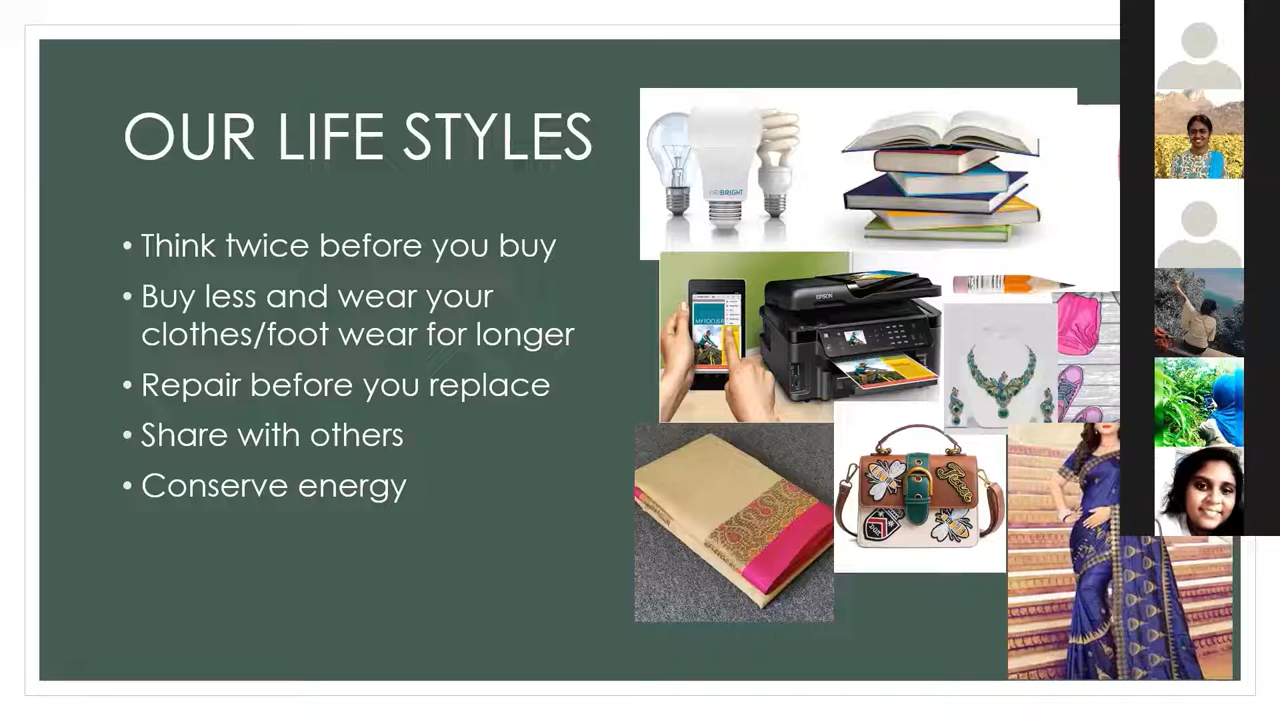 OUR LIFE STYLES
• Think twice before you buy
• Buy less and wear your
clothes/foot wear for longer
• Repair before you replace
• Share with others
• Conserve energy
EPSON